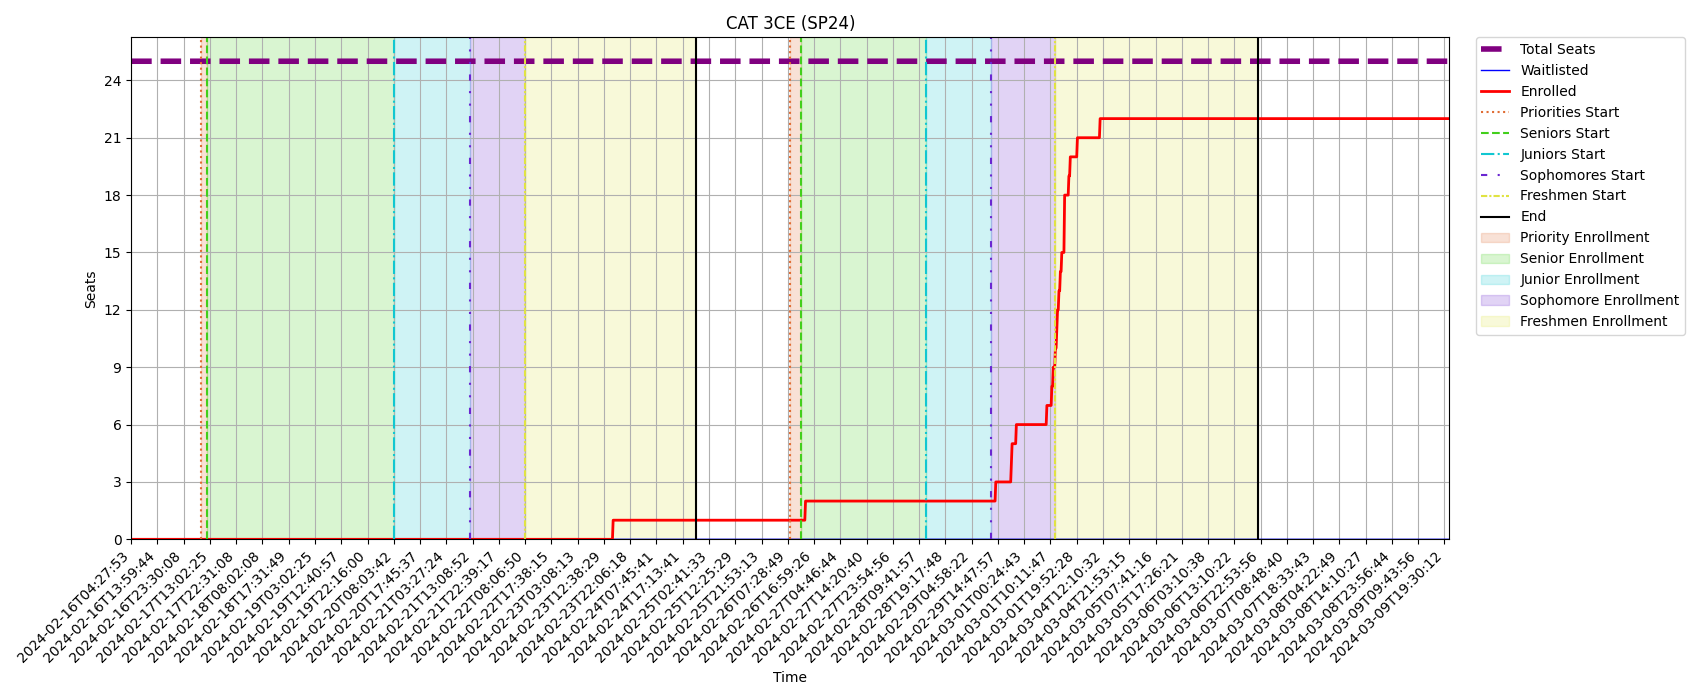 CAT 3CE (SP24)
Seats
24
21
18
15
12
9
6
3
0
2024-02-16T04:27:53
2024-02-16T13:59:44
2024-02-16T23:30:08
2024-02-17T13:02:25
2024-02-17T22:31:08
2024-02-18T08:02:08
2024-02-18T17:31:49
2024-02-19T03:02:25
2024-02-19T12:40:57
2024-02-19T22:16:00
2024-02-20T08:03:42
2024-02-20T17:45:37
2024-02-21T03:27:24
2024-02-21T13:08:52
2024-02-21T22:39:17
2024-02-22T08:06:50
2024-02-22T17:38:15
2024-02-23T03:08:13
2024-02-23T12:38:29
2024-02-23T22:06:18
2024-02-24T07:45:41
2024-02-24T17:13:41
2024-02-25T02:41:33
2024-02-25T12:25:29
2024-02-25T21:53:13
2024-02-26T07:28:49
2024-02-26T16:59:26
2024-02-27T04:46:44
2024-02-27T14:20:40
2024-02-27T23:54:56
2024-02-28T09:41:57
2024-02-28T19:17:48
2024-02-29T04:58:22
2024-02-29T14:47:57
2024-03-01T00:24:43
2024-03-01T10:11:47
2024-03-01T19:52:28
2024-03-04T12:10:32
2024-03-04T21:53:15
2024-03-05T07:41:16
2024-03-05T17:26:21
2024-03-06T03:10:38
2024-03-06T13:10:22
2024-03-06T22:53:56
2024-03-07T08:48:40
2024-03-07T18:33:43
2024-03-08T04:22:49
2024-03-08T14:10:27
2024-03-08T23:56:44
2024-03-09T09:43:56
2024-03-09T19:30:12
Time
Total Seats
Waitlisted
Enrolled
Priorities Start
Seniors Start
Juniors Start
Sophomores Start
Freshmen Start
End
Priority Enrollment
Senior Enrollment
Junior Enrollment
Sophomore Enrollment
Freshmen Enrollment